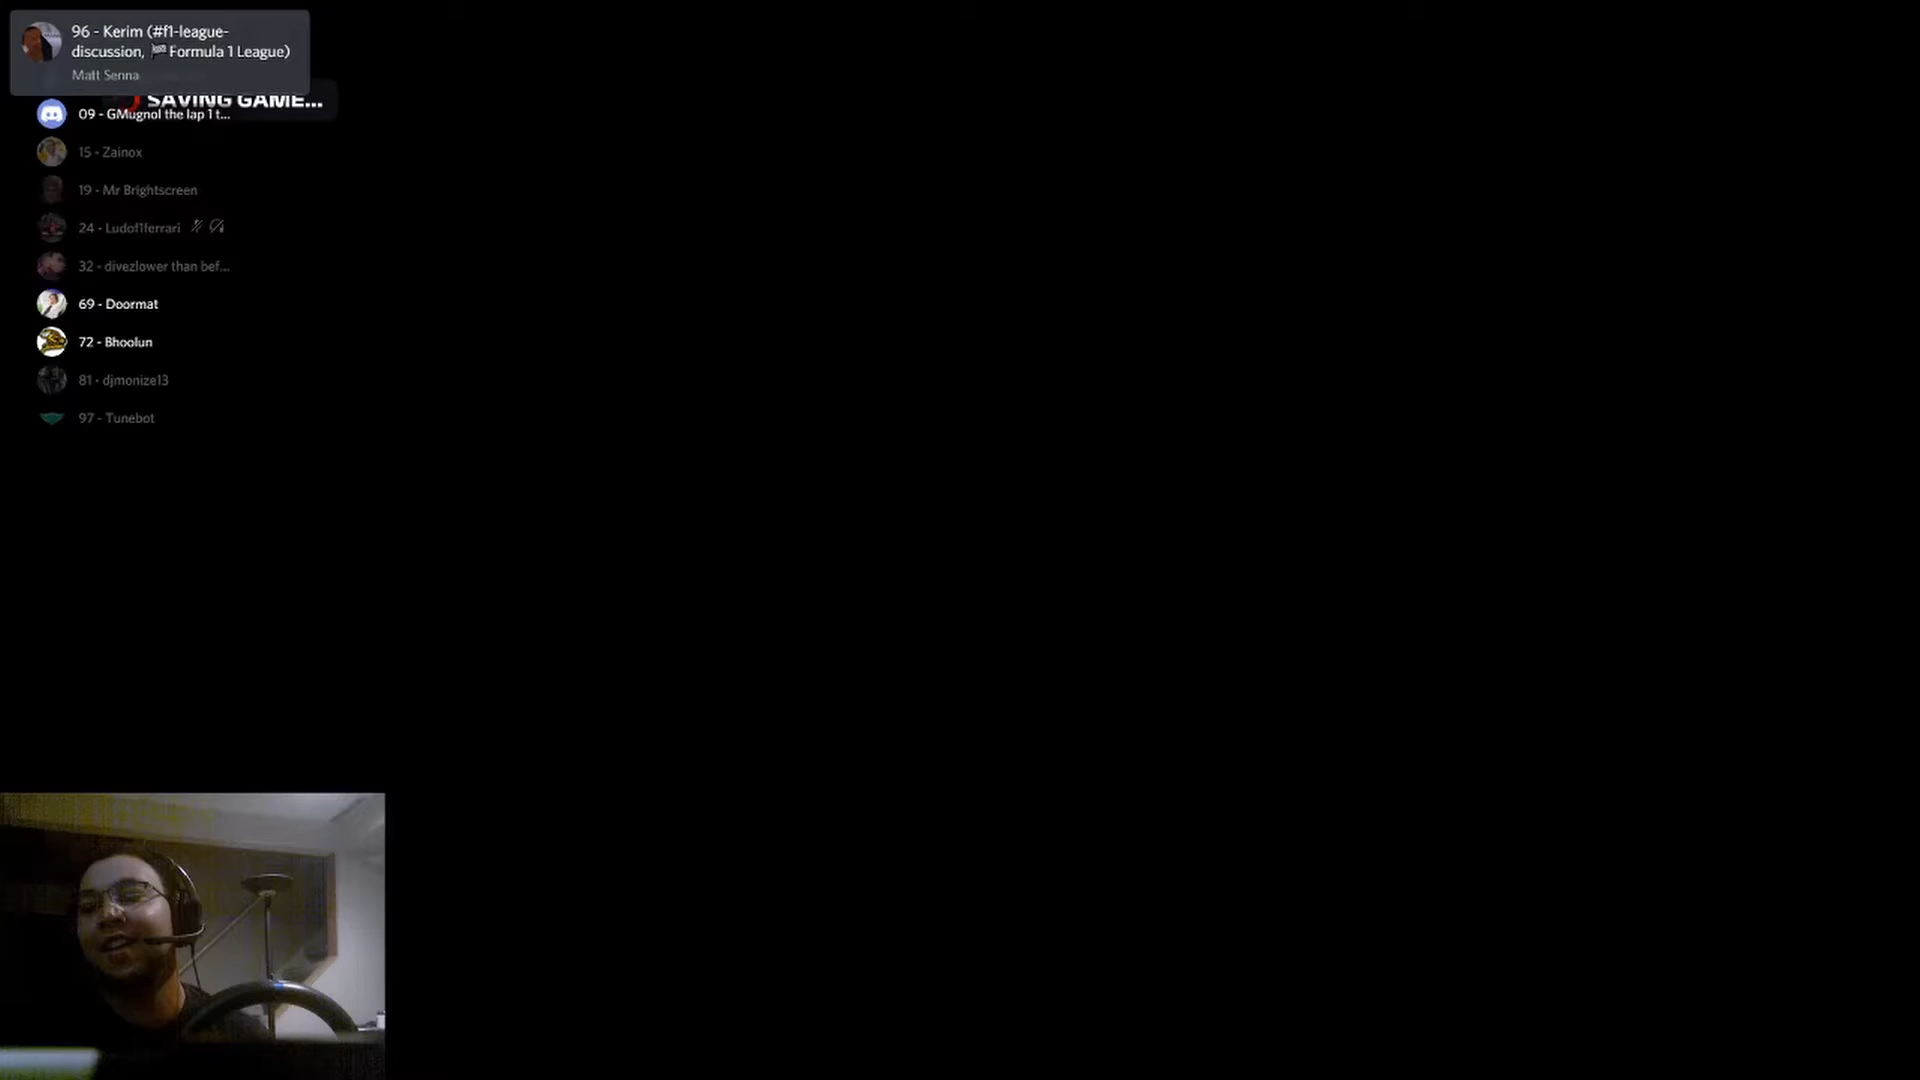 96 - Kerim (#f1-league-
discussion, 🏁Formula 1 League)
Matt Senna
SAVING GAME...
09 - GMugnol the lap 1 t...
15 - Zainox
19 - Mr Brightscreen
24 - Ludof1ferrari
32 - divezlower than bef...
69 - Doormat
72 - Bhoolun
81 - djmonize13
97 - Tunebot